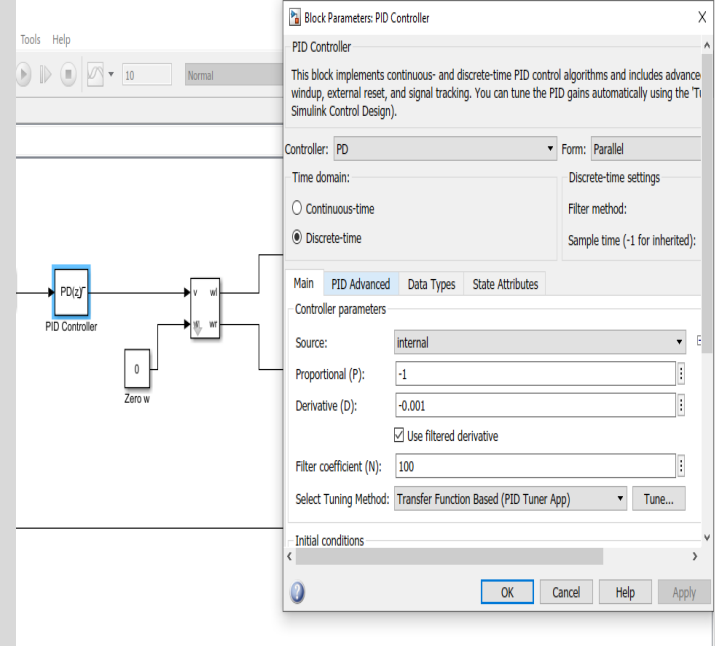 Tools Help
10 Normal
PD(z)
PID Controller
v wl
wr
0
Zero w
Block Parameters: PID Controller
X
PID Controller
This block implements continuous- and discrete-time PID control algorithms and includes advance
windup, external reset, and signal tracking. You can tune the PID gains automatically using the 'Tu
Simulink Control Design).
Controller: PD Form: Parallel
Time domain:
Continuous-time
Discrete-time
Discrete-time settings
Filter method:
Sample time (-1 for inherited):
Main PID Advanced Data Types State Attributes
Controller parameters
Source: internal
Proportional (P): -1
Derivative (D): -0.001
Use filtered derivative
Filter coefficient (N): 100
Select Tuning Method: Transfer Function Based (PID Tuner App) Tune...
Initial conditions
OK Cancel Help Apply